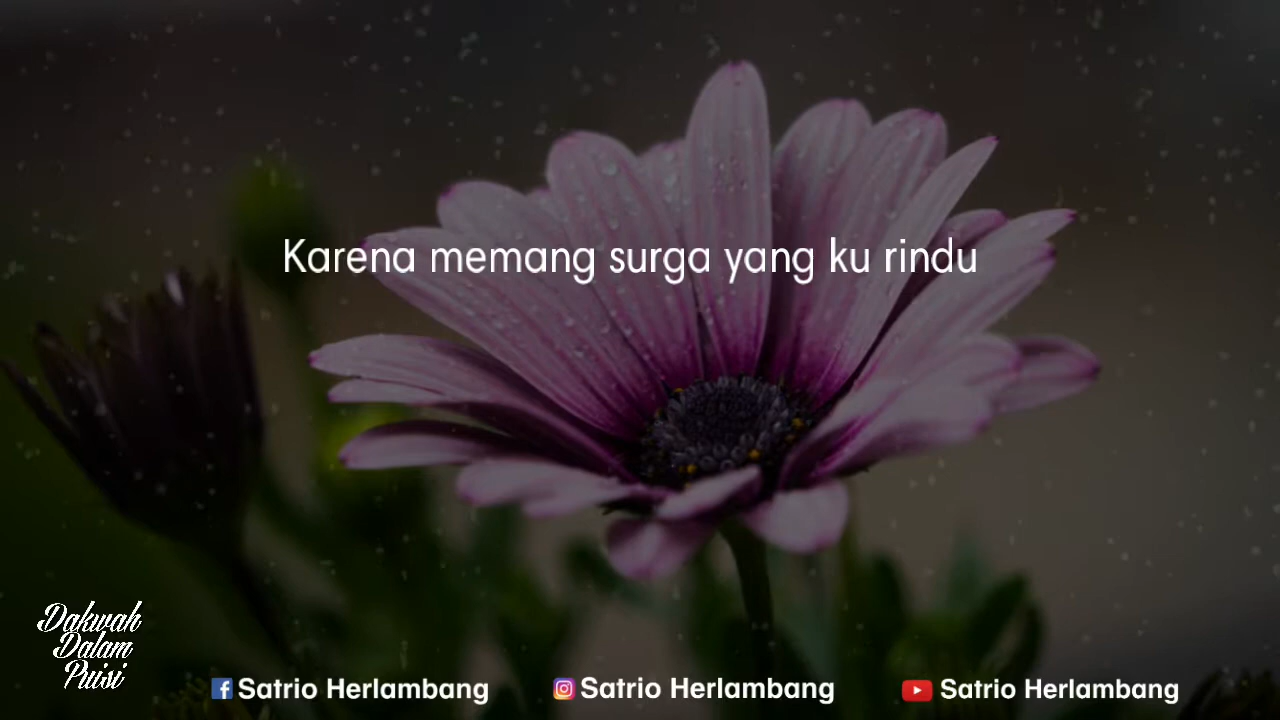 Karena memang surga yang ku rindu
Dakwah
Dalam
Puisi
Satrio Herlambang
Satrio Herlambang
Satrio Herlambang